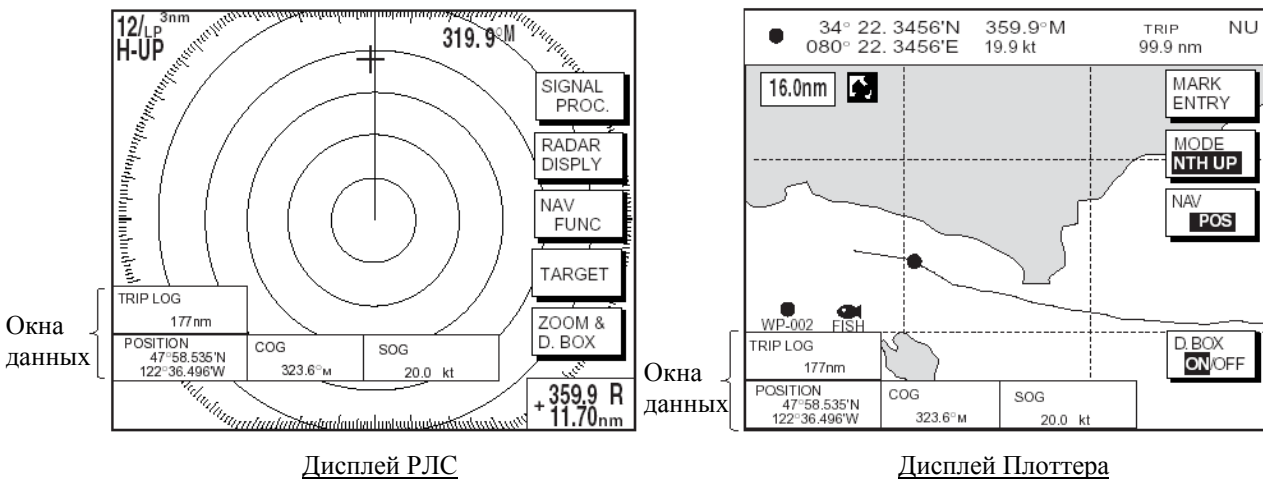 12/LP 3nm
H-UP
319. 9°M
SIGNAL
PROC.
RADAR
DISPLY
NAV
FUNC
TARGET
ZOOM &
D. BOX
TRIP LOG
177nm
POSITION
47°58.535'N
122°36.496'W
COG
323.6°M
SOG
20.0 kt
+ 359.9 R
11.70nm
Окна
данных
Дисплей РЛС
34° 22. 3456'N 359.9°M TRIP NU
080° 22. 3456'E 19.9 kt 99.9 nm
16.0nm
MARK
ENTRY
MODE
NTH UP
NAV
POS
WP-002 FISH
D. BOX
ON/OFF
TRIP LOG
177nm
POSITION
47°58.535'N
122°36.496'W
COG
323.6°M
SOG
20.0 kt
Окна
данных
Дисплей Плоттера